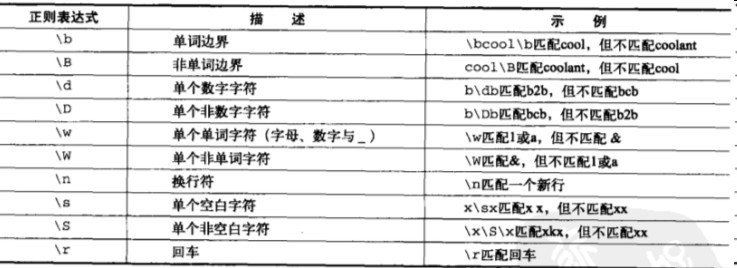 正则表达式 描 述 示 例
\b 单词边界 \bcool\b匹配cool，但不匹配coolant
\B 非单词边界 cool\B匹配coolant，但不匹配cool
\d 单个数字字符 b\db匹配b2b，但不匹配bcb
\D 单个非数字字符 b\Db匹配bcb，但不匹配b2b
\w 单个单词字符（字母、数字与_） \w匹配1或a，但不匹配&
\W 单个非单词字符 \W匹配&，但不匹配1或a
\n 换行符 \n匹配一个新行
\s 单个空白字符 x\sx匹配x x，但不匹配xx
\S 单个非空白字符 \x\S\x匹配xkx，但不匹配xx
\r 回车 \r匹配回车